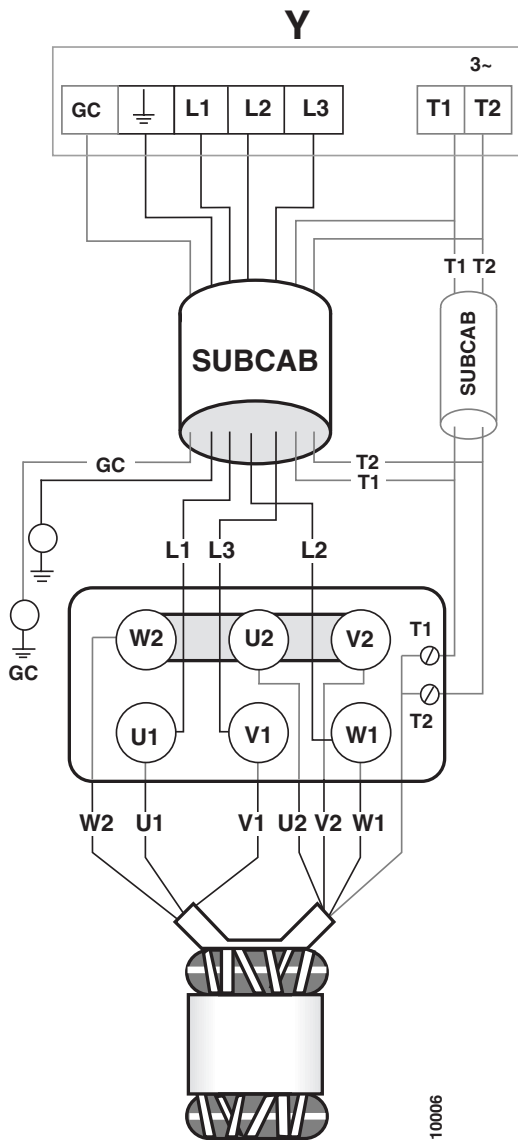 Y
3~
GC L1 L2 L3 T1 T2
T1 T2
SUBCAB
SUBCAB
GC
T2
T1
L1 L3 L2
GC
W2 U2 V2
T1
T2
U1 V1 W1
W2 U1 V1 U2 V2 W1
10006